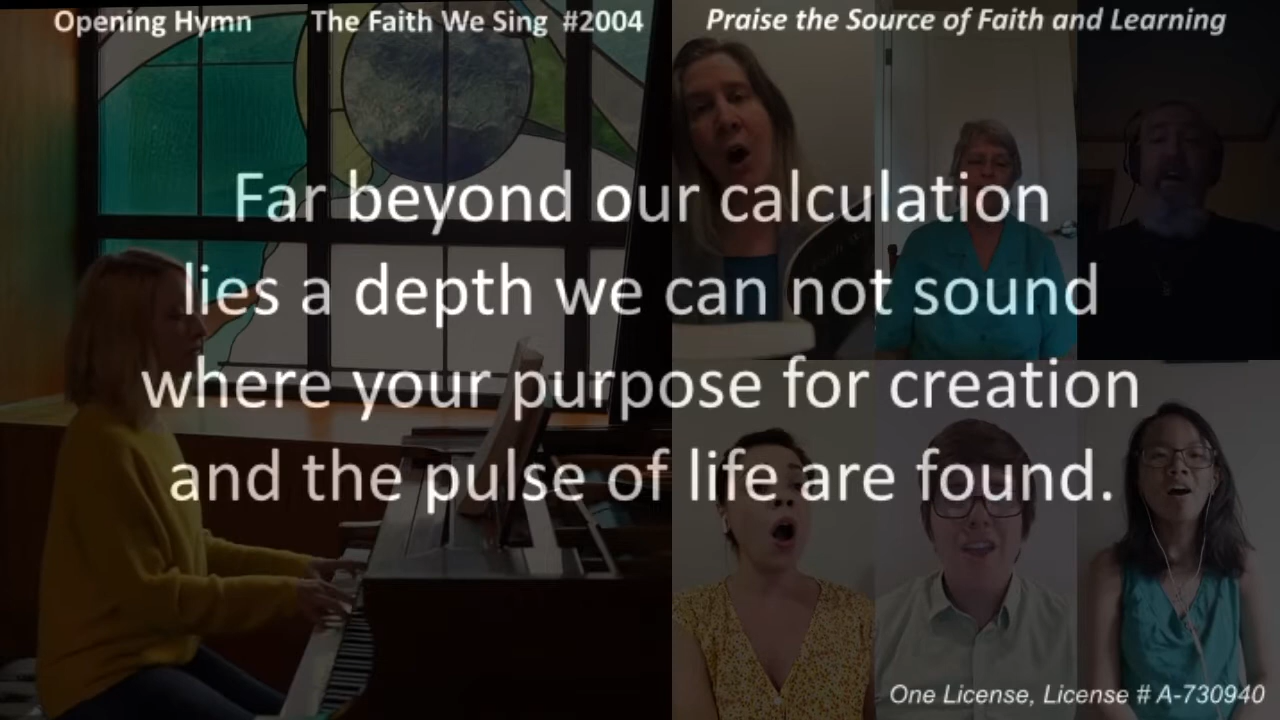 Opening Hymn The Faith We Sing #2004 Praise the Source of Faith and Learning
Far beyond our calculation
lies a depth we can not sound
where your purpose for creation
and the pulse of life are found.
One License, License # A-730940